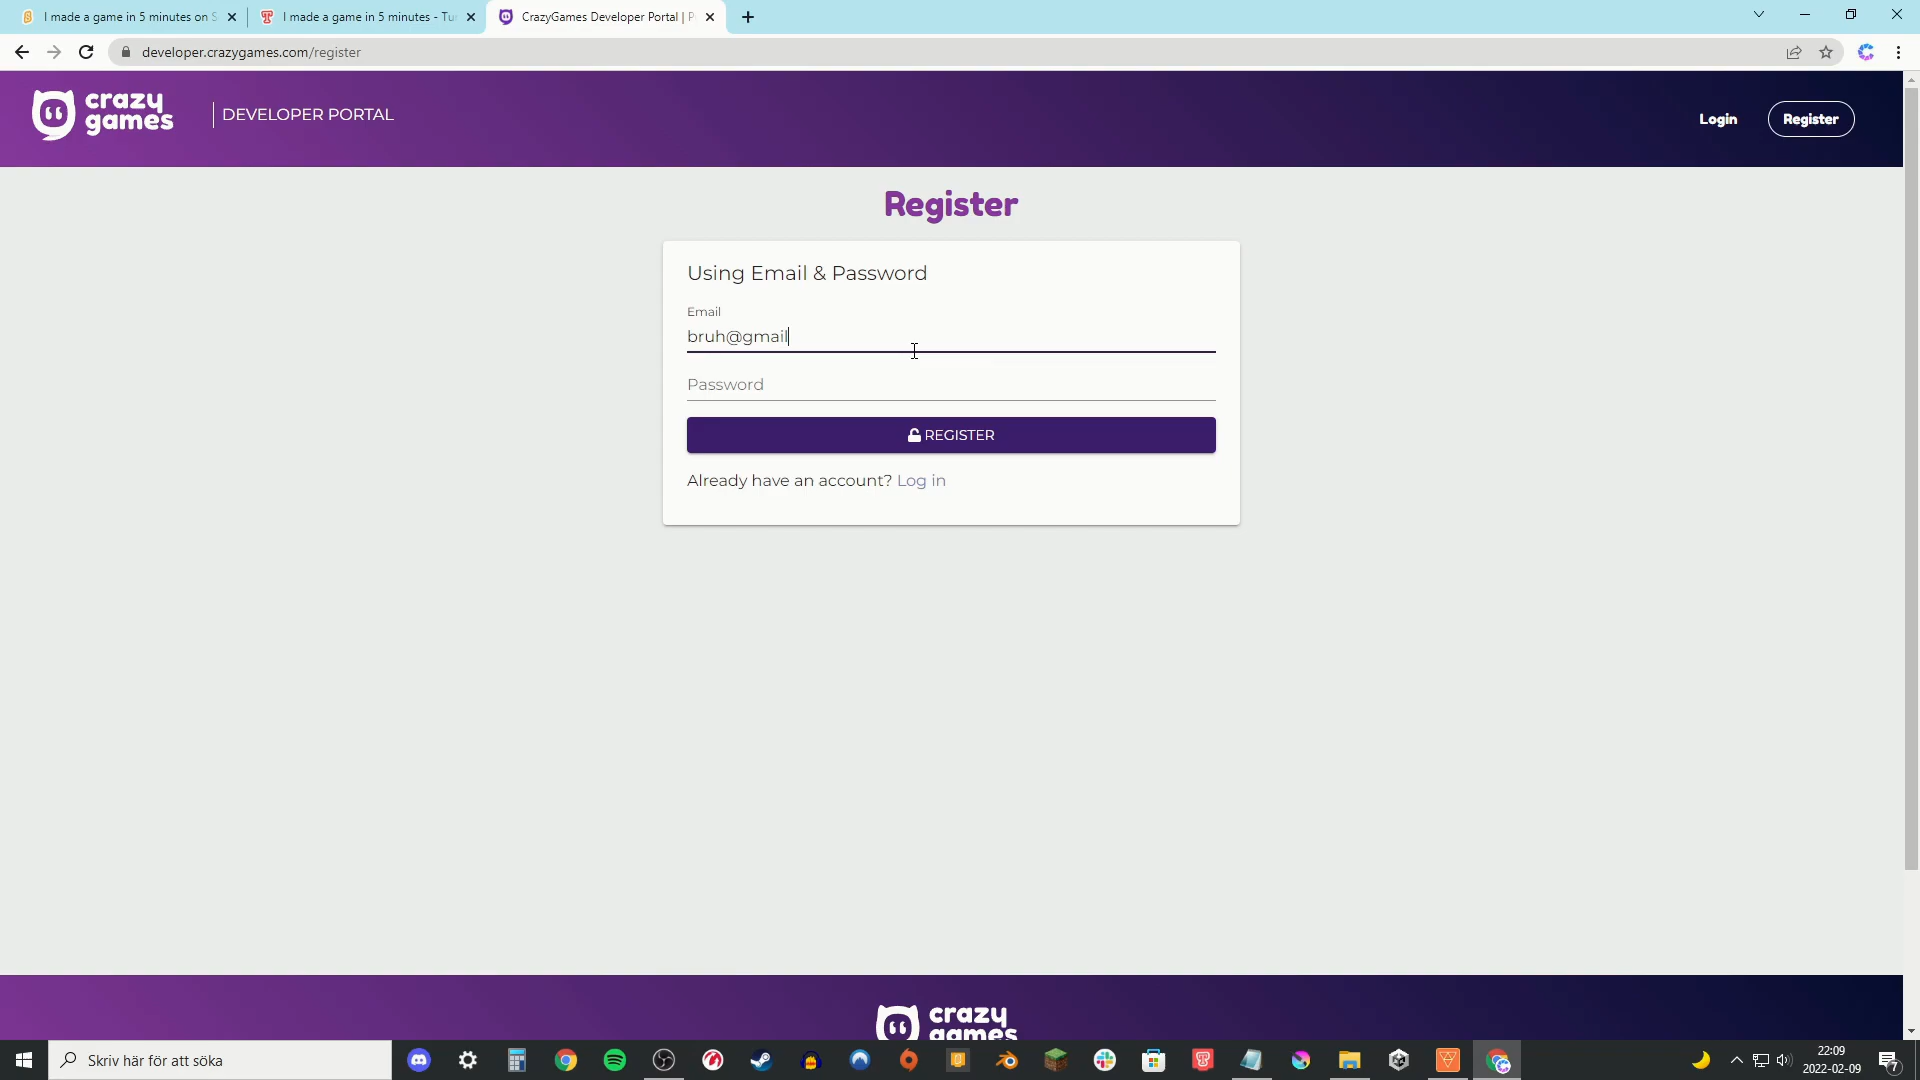 I made a game in 5 minutes on S
I made a game in 5 minutes - Tu
CrazyGames Developer Portal | P
developer.crazygames.com/register
crazy
games
DEVELOPER PORTAL
Login
Register
Register
Using Email & Password
Email
bruh@gmail
Password
REGISTER
Already have an account? Log in
crazy
games
Skriv här för att söka
22:09
2022-02-09
7